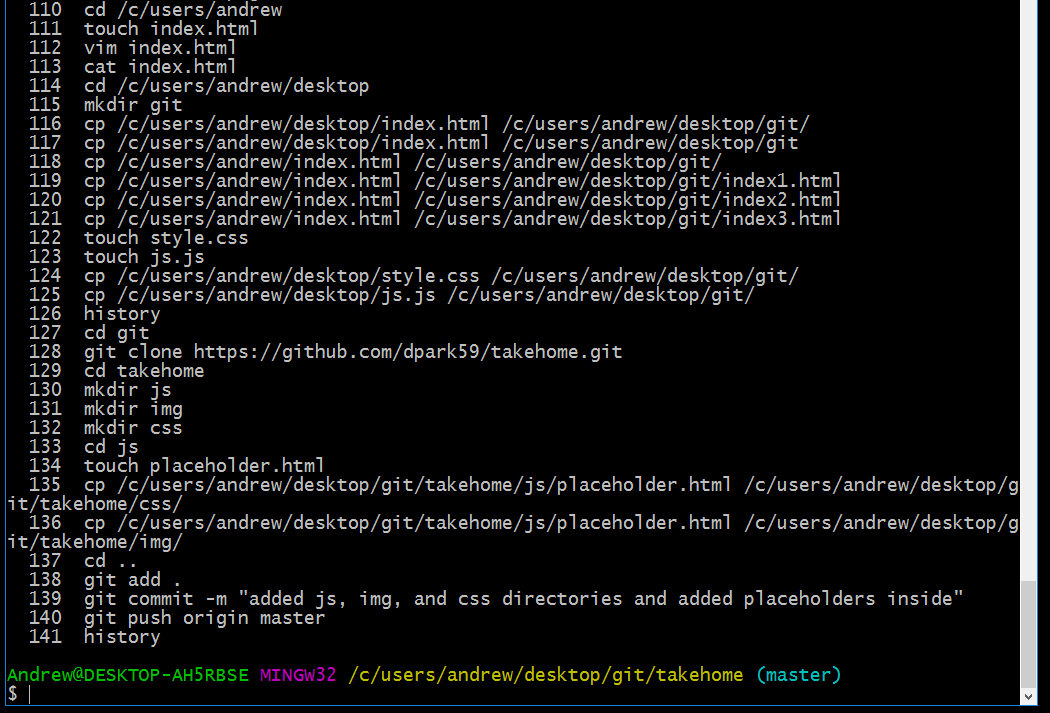 110  cd /c/users/andrew
111  touch index.html
112  vim index.html
113  cat index.html
114  cd /c/users/andrew/desktop
115  mkdir git
116  cp /c/users/andrew/desktop/index.html /c/users/andrew/desktop/git/
117  cp /c/users/andrew/desktop/index.html /c/users/andrew/desktop/git
118  cp /c/users/andrew/index.html /c/users/andrew/desktop/git/
119  cp /c/users/andrew/index.html /c/users/andrew/desktop/git/index1.html
120  cp /c/users/andrew/index.html /c/users/andrew/desktop/git/index2.html
121  cp /c/users/andrew/index.html /c/users/andrew/desktop/git/index3.html
122  touch style.css
123  touch js.js
124  cp /c/users/andrew/desktop/style.css /c/users/andrew/desktop/git/
125  cp /c/users/andrew/desktop/js.js /c/users/andrew/desktop/git/
126  history
127  cd git
128  git clone https://github.com/dpark59/takehome.git
129  cd takehome
130  mkdir js
131  mkdir img
132  mkdir css
133  cd js
134  touch placeholder.html
135  cp /c/users/andrew/desktop/git/takehome/js/placeholder.html /c/users/andrew/desktop/g
it/takehome/css/
136  cp /c/users/andrew/desktop/git/takehome/js/placeholder.html /c/users/andrew/desktop/g
it/takehome/img/
137  cd ..
138  git add .
139  git commit -m "added js, img, and css directories and added placeholders inside"
140  git push origin master
141  history
Andrew@DESKTOP-AH5RBSE MINGW32 /c/users/andrew/desktop/git/takehome (master)
$